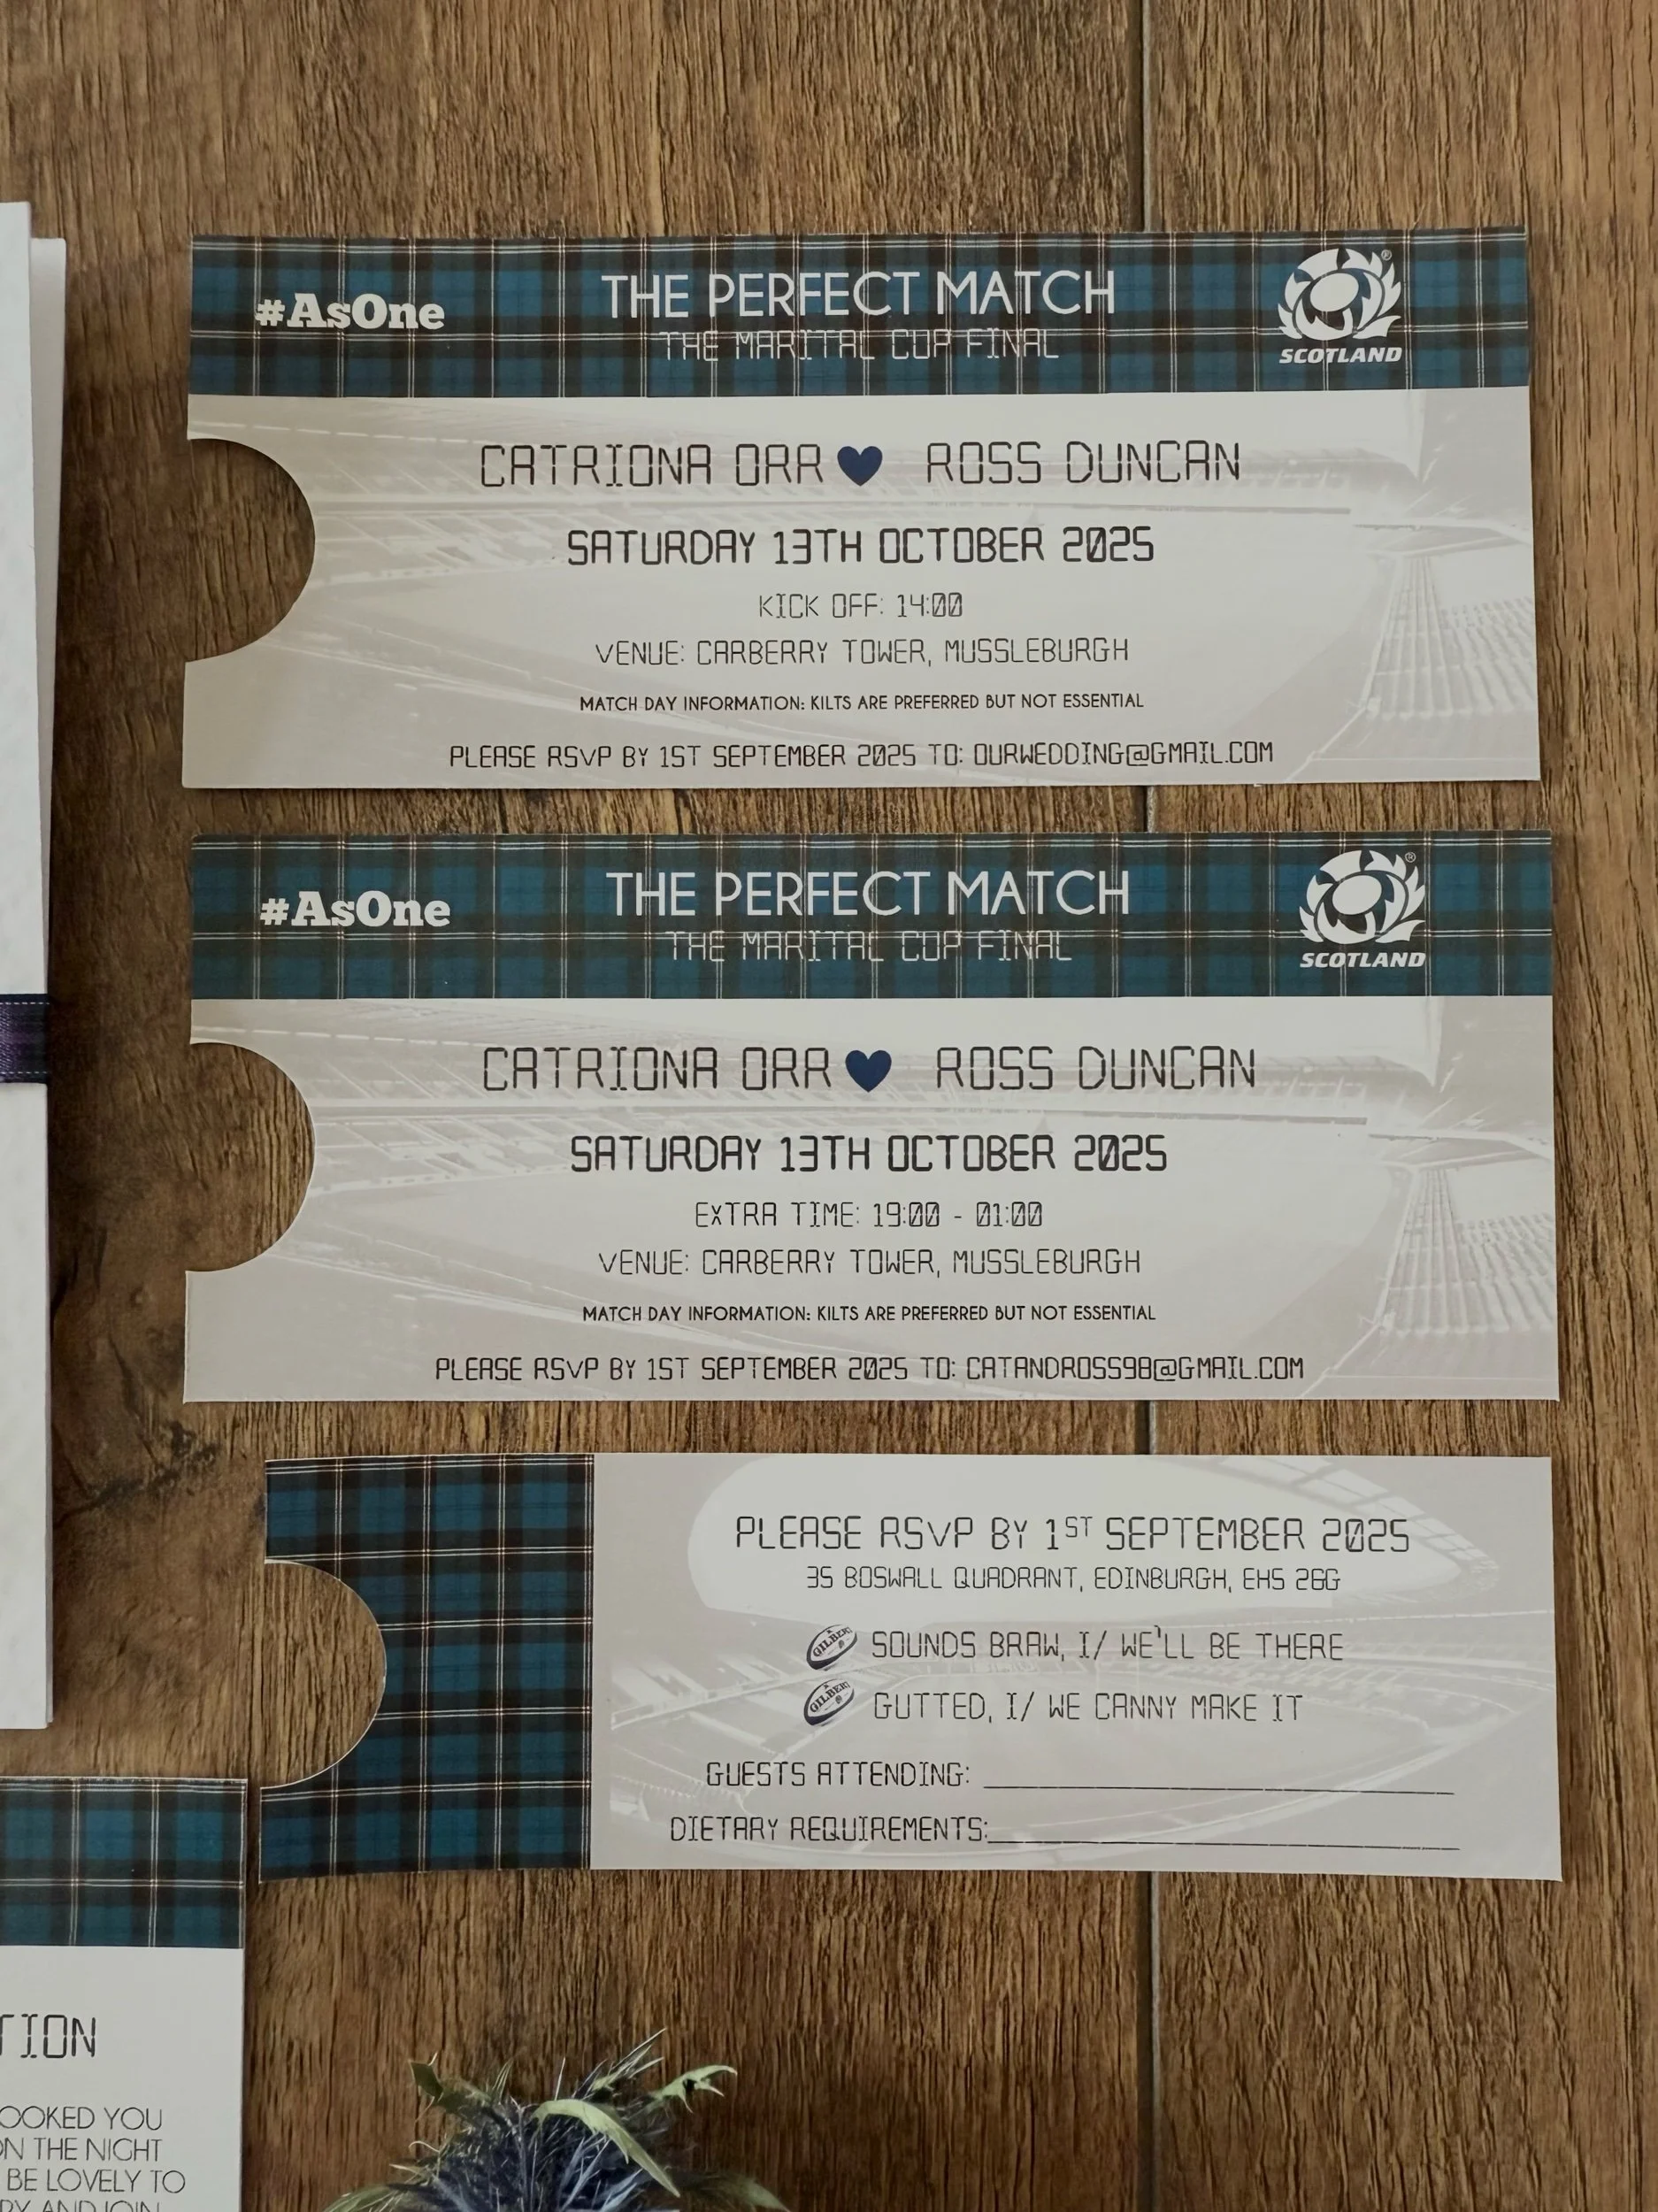 #AsOne
THE PERFECT MATCH
THE MARITAL CUP FINAL
®
SCOTLAND
CATRIONA ORR ROSS DUNCAN
SATURDAY 13TH OCTOBER 2025
KICK OFF: 14:00
VENUE: CARBERRY TOWER, MUSSLEBURGH
MATCH DAY INFORMATION: KILTS ARE PREFERRED BUT NOT ESSENTIAL
PLEASE RSVP BY 1ST SEPTEMBER 2025 TO: OURWEDDING@GMAIL.COM
#AsOne
THE PERFECT MATCH
THE MARITAL CUP FINAL
®
SCOTLAND
CATRIONA ORR ROSS DUNCAN
SATURDAY 13TH OCTOBER 2025
EXTRA TIME: 19:00 - 01:00
VENUE: CARBERRY TOWER, MUSSLEBURGH
MATCH DAY INFORMATION: KILTS ARE PREFERRED BUT NOT ESSENTIAL
PLEASE RSVP BY 1ST SEPTEMBER 2025 TO: CATANDROSS98@GMAIL.COM
PLEASE RSVP BY 1ST SEPTEMBER 2025
35 BOSWALL QUADRANT, EDINBURGH, EH5 2BG
GILBERT SOUNDS BRAW, I/ WE'LL BE THERE
GILBERT GUTTED, I/ WE CANNY MAKE IT
GUESTS ATTENDING:
DIETARY REQUIREMENTS:
TION
OOKED YOU
ON THE NIGHT
BE LOVELY TO
AND JOIN